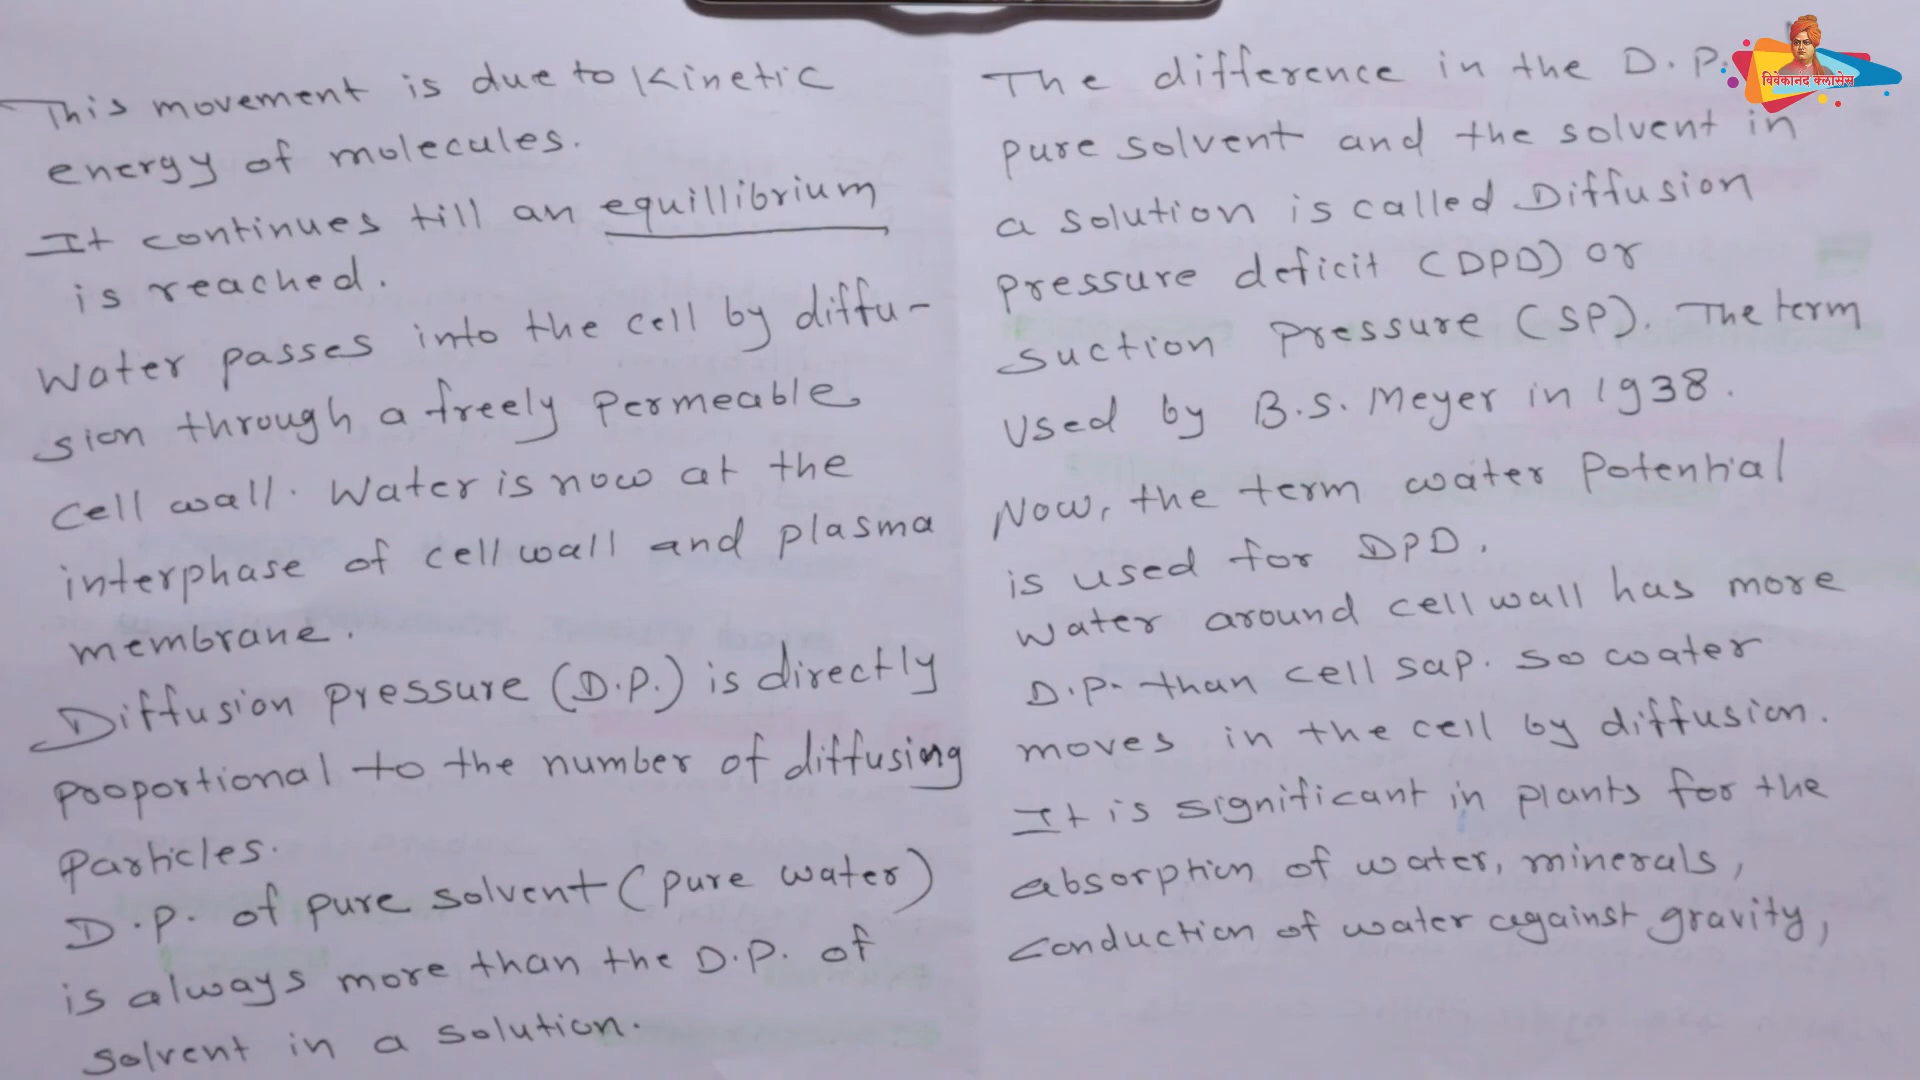 This movement is due to Kinetic
energy of molecules.
It continues till an equillibrium
is reached.
Water passes into the cell by diffu-
sion through a freely permeable
cell wall. Water is now at the
interphase of cell wall and plasma
membrane.
Diffusion pressure (D.P.) is directly
proportional to the number of diffusing
Particles.
D.P. of pure solvent (pure water)
is always more than the D.P. of
solvent in a solution.
The difference in the D.P.
pure solvent and the solvent in
a solution is called Diffusion
pressure deficit (DPD) or
suction pressure (SP). The term
used by B.S. Meyer in 1938.
Now, the term water potential
is used for DPD.
Water around cell wall has more
D.P. than cell sap. So water
moves in the cell by diffusion.
It is significant in plants for the
absorption of water, minerals,
conduction of water against gravity,
विवेकानंद क्लासेस